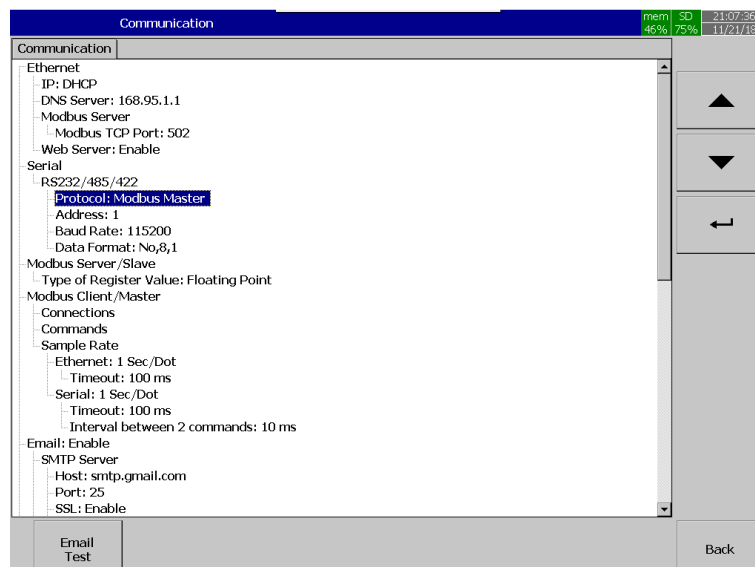 Communication
mem SD 21:07:36
46% 75% 11/21/18
Communication
Ethernet
IP: DHCP
DNS Server: 168.95.1.1
Modbus Server
Modbus TCP Port: 502
Web Server: Enable
Serial
RS232/485/422
Protocol: Modbus Master
Address: 1
Baud Rate: 115200
Data Format: No,8,1
Modbus Server/Slave
Type of Register Value: Floating Point
Modbus Client/Master
Connections
Commands
Sample Rate
Ethernet: 1 Sec/Dot
Timeout: 100 ms
Serial: 1 Sec/Dot
Timeout: 100 ms
Interval between 2 commands: 10 ms
Email: Enable
SMTP Server
Host: smtp.gmail.com
Port: 25
SSL: Enable
Email
Test
Back